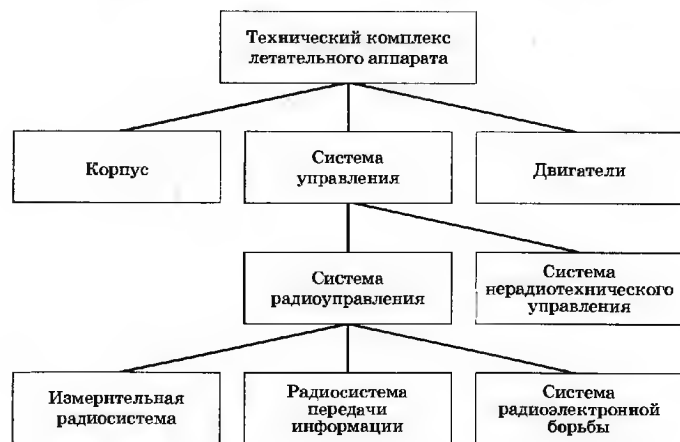 Технический комплекс
летательного аппарата
Корпус
Система
управления
Двигатели
Система
радиоуправления
Система
нерадиотехнического
управления
Измерительная
радиосистема
Радиосистема
передачи
информации
Система
радиоэлектронной
борьбы